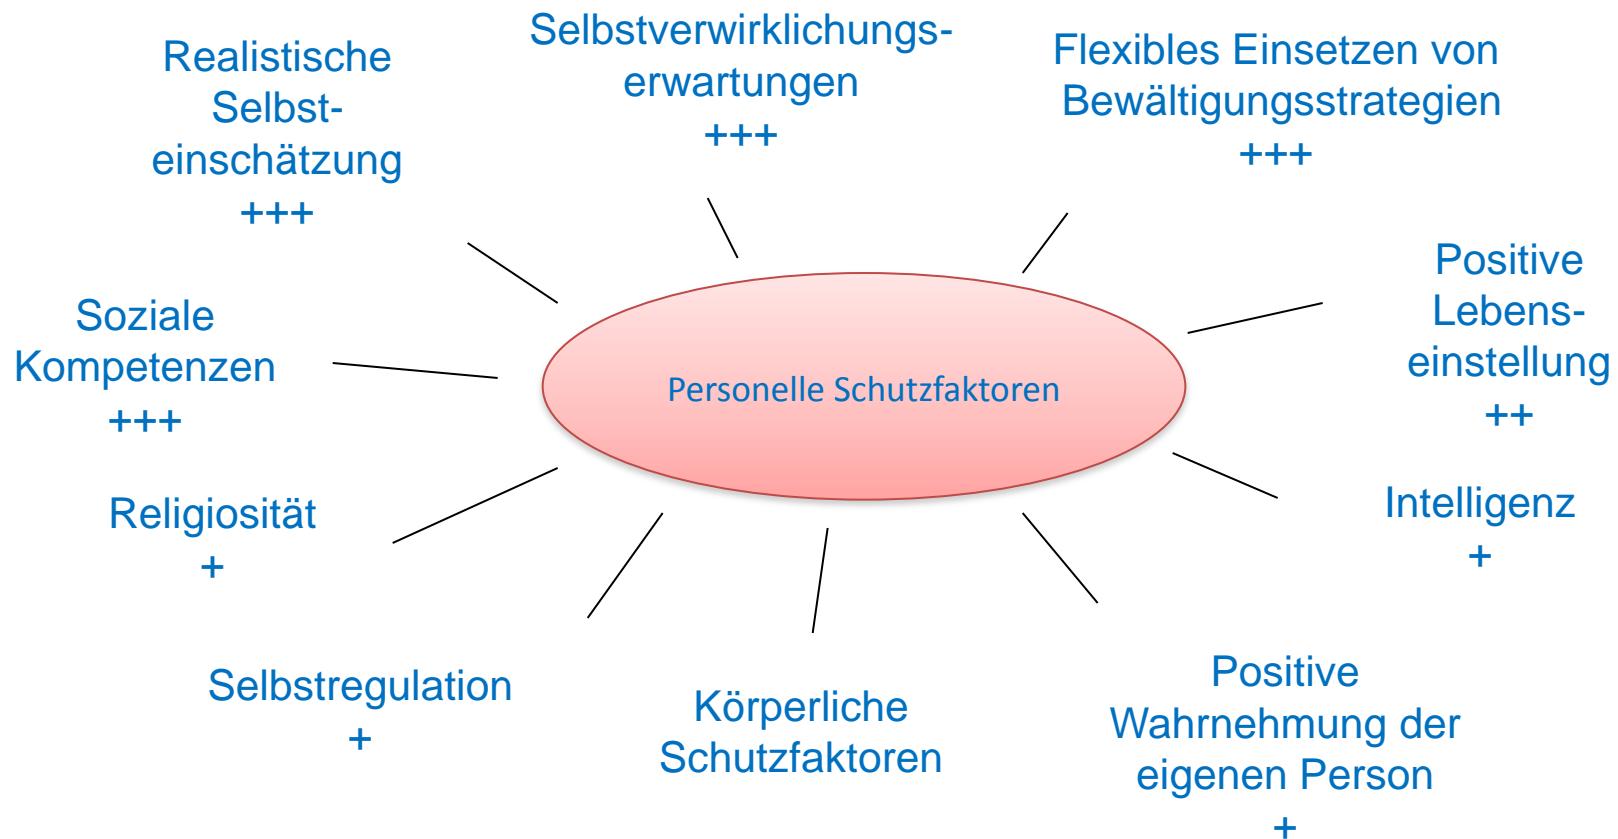 Realistische
Selbst-
einschätzung
+++
Selbstverwirklichungs-
erwartungen
+++
Flexibles Einsetzen von
Bewältigungsstrategien
+++
Soziale
Kompetenzen
+++
Personelle Schutzfaktoren
Positive
Lebens-
einstellung
++
Religiosität
+
Intelligenz
+
Selbstregulation
+
Körperliche
Schutzfaktoren
Positive
Wahrnehmung der
eigenen Person
+